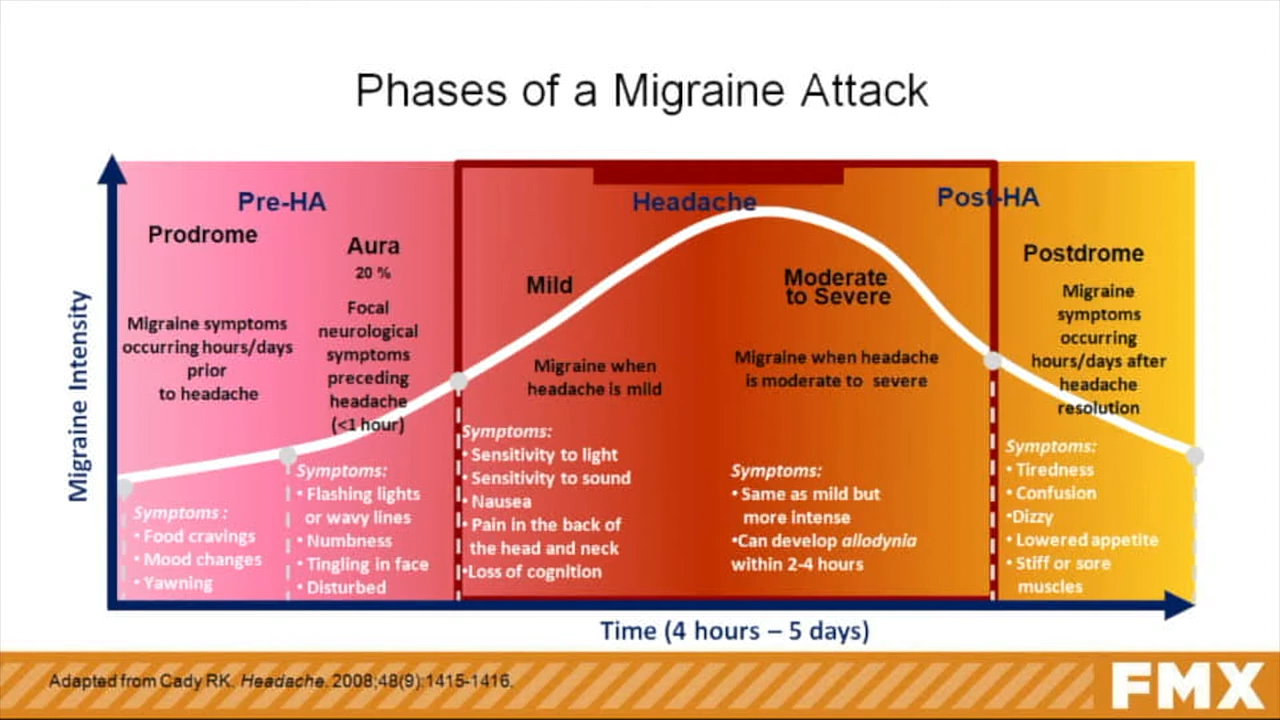 Phases of a Migraine Attack
Migraine Intensity
Pre-HA
Prodrome
Migraine symptoms
occurring hours/days
prior
to headache
Symptoms :
• Food cravings
• Mood changes
• Yawning
Aura
20 %
Focal
neurological
symptoms
preceding
headache
(<1 hour)
Symptoms:
• Flashing lights
or wavy lines
• Numbness
• Tingling in face
• Disturbed
Headache
Mild
Migraine when
headache is mild
Symptoms:
• Sensitivity to light
• Sensitivity to sound
• Nausea
• Pain in the back of
the head and neck
•Loss of cognition
Moderate
to Severe
Migraine when headache
is moderate to severe
Symptoms:
• Same as mild but
more intense
•Can develop allodynia
within 2-4 hours
Post-HA
Postdrome
Migraine
symptoms
occurring
hours/days after
headache
resolution
Symptoms:
• Tiredness
• Confusion
•Dizzy
• Lowered appetite
• Stiff or sore
muscles
Time (4 hours – 5 days)
Adapted from Cady RK. Headache. 2008;48(9):1415-1416.
FMX